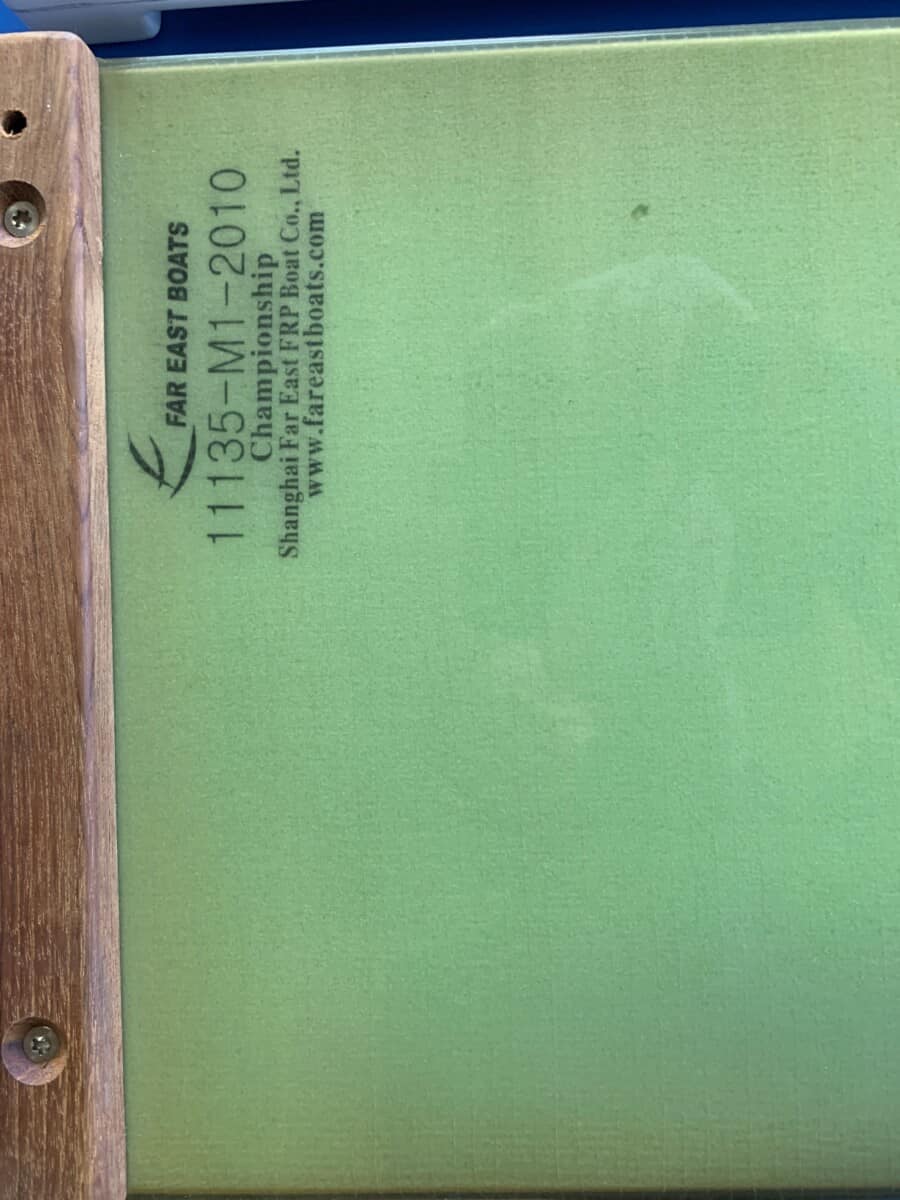 FAR EAST BOATS
11135-M1-2010
Championship
Shanghai Far East FRP Boat Co., Ltd.
www.fareastboats.com